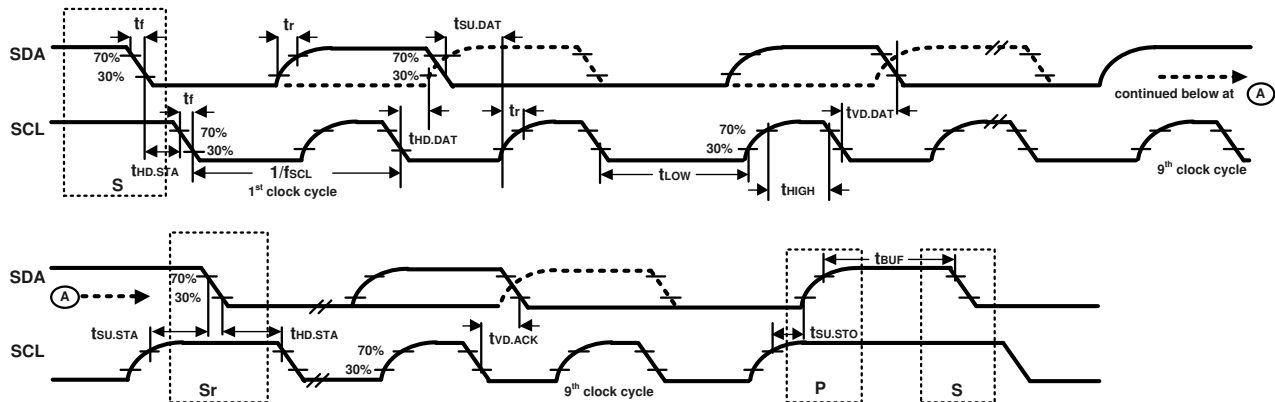 tf tr tSU.DAT
SDA 70% 70%
30% 30%
continued below at A
tf tr tVD.DAT
SCL 70% tHD.DAT 70%
30% 30%
tHD.STA 1/fSCL tLOW 9th clock cycle
S 1st clock cycle tHIGH
SDA 70% tBUF
A 30%
tSU.STA tHD.STA tVD.ACK tSU.STO
SCL 70%
30%
Sr 9th clock cycle P S